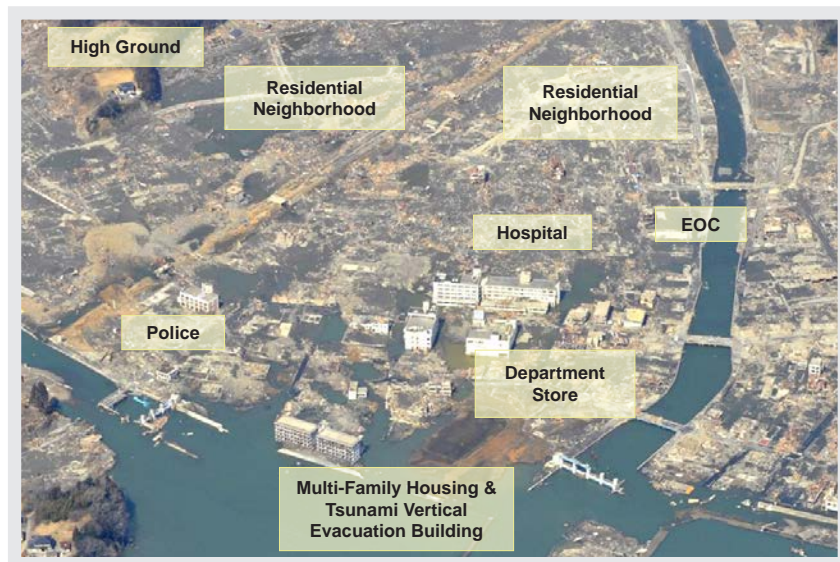 High Ground
Residential
Neighborhood
Residential
Neighborhood
Hospital
EOC
Police
Department
Store
Multi-Family Housing &
Tsunami Vertical
Evacuation Building